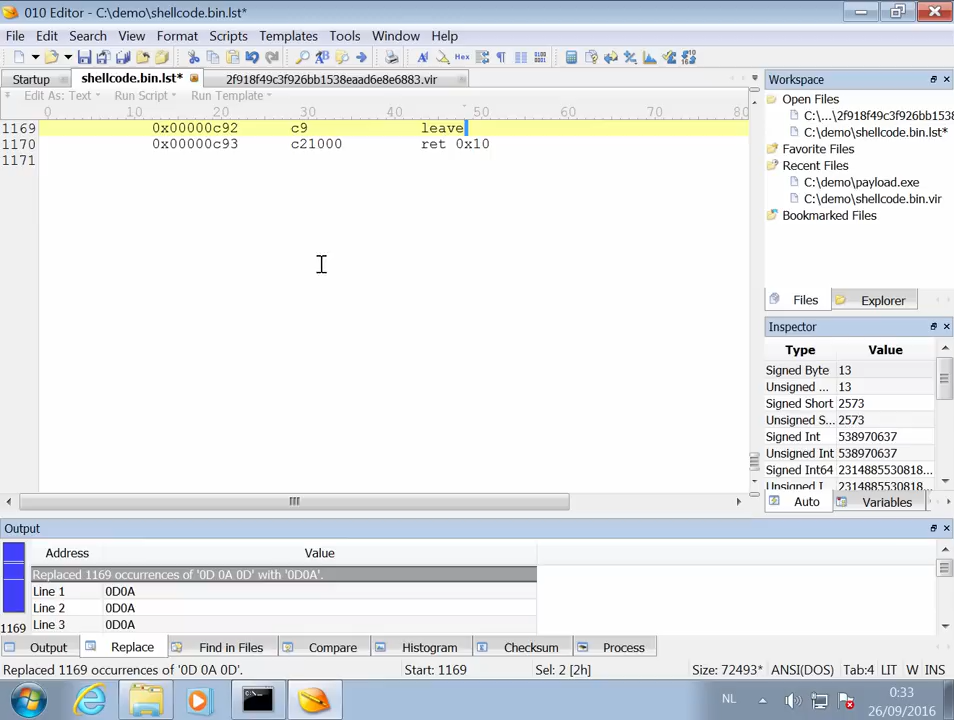 010 Editor - C:\demo\shellcode.bin.lst*
File Edit Search View Format Scripts Templates Tools Window Help
Startup shellcode.bin.lst* 2f918f49c3f926bb1538eaad6e8e6883.vir
Edit As: Text Run Script Run Template
0 10 20 30 40 50 60 70 80
1169 0x00000c92 c9 leave
1170 0x00000c93 c21000 ret 0x10
1171
Workspace
Open Files
C:\...\2f918f49c3f926bb1538
C:\demo\shellcode.bin.lst*
Favorite Files
Recent Files
C:\demo\payload.exe
C:\demo\shellcode.bin.vir
Bookmarked Files
Files Explorer
Inspector
Type Value
Signed Byte 13
Unsigned ... 13
Signed Short 2573
Unsigned S... 2573
Signed Int 538970637
Unsigned Int 538970637
Signed Int64 2314885530818...
Unsigned I... 2314885530818...
Auto Variables
Output
Address Value
Replaced 1169 occurrences of '0D 0A 0D' with '0D0A'.
Line 1 0D0A
Line 2 0D0A
Line 3 0D0A
1169
Output Replace Find in Files Compare Histogram Checksum Process
Replaced 1169 occurrences of '0D 0A 0D'. Start: 1169 Sel: 2 [2h] Size: 72493* ANSI(DOS) Tab:4 LIT W INS
NL
0:33
26/09/2016